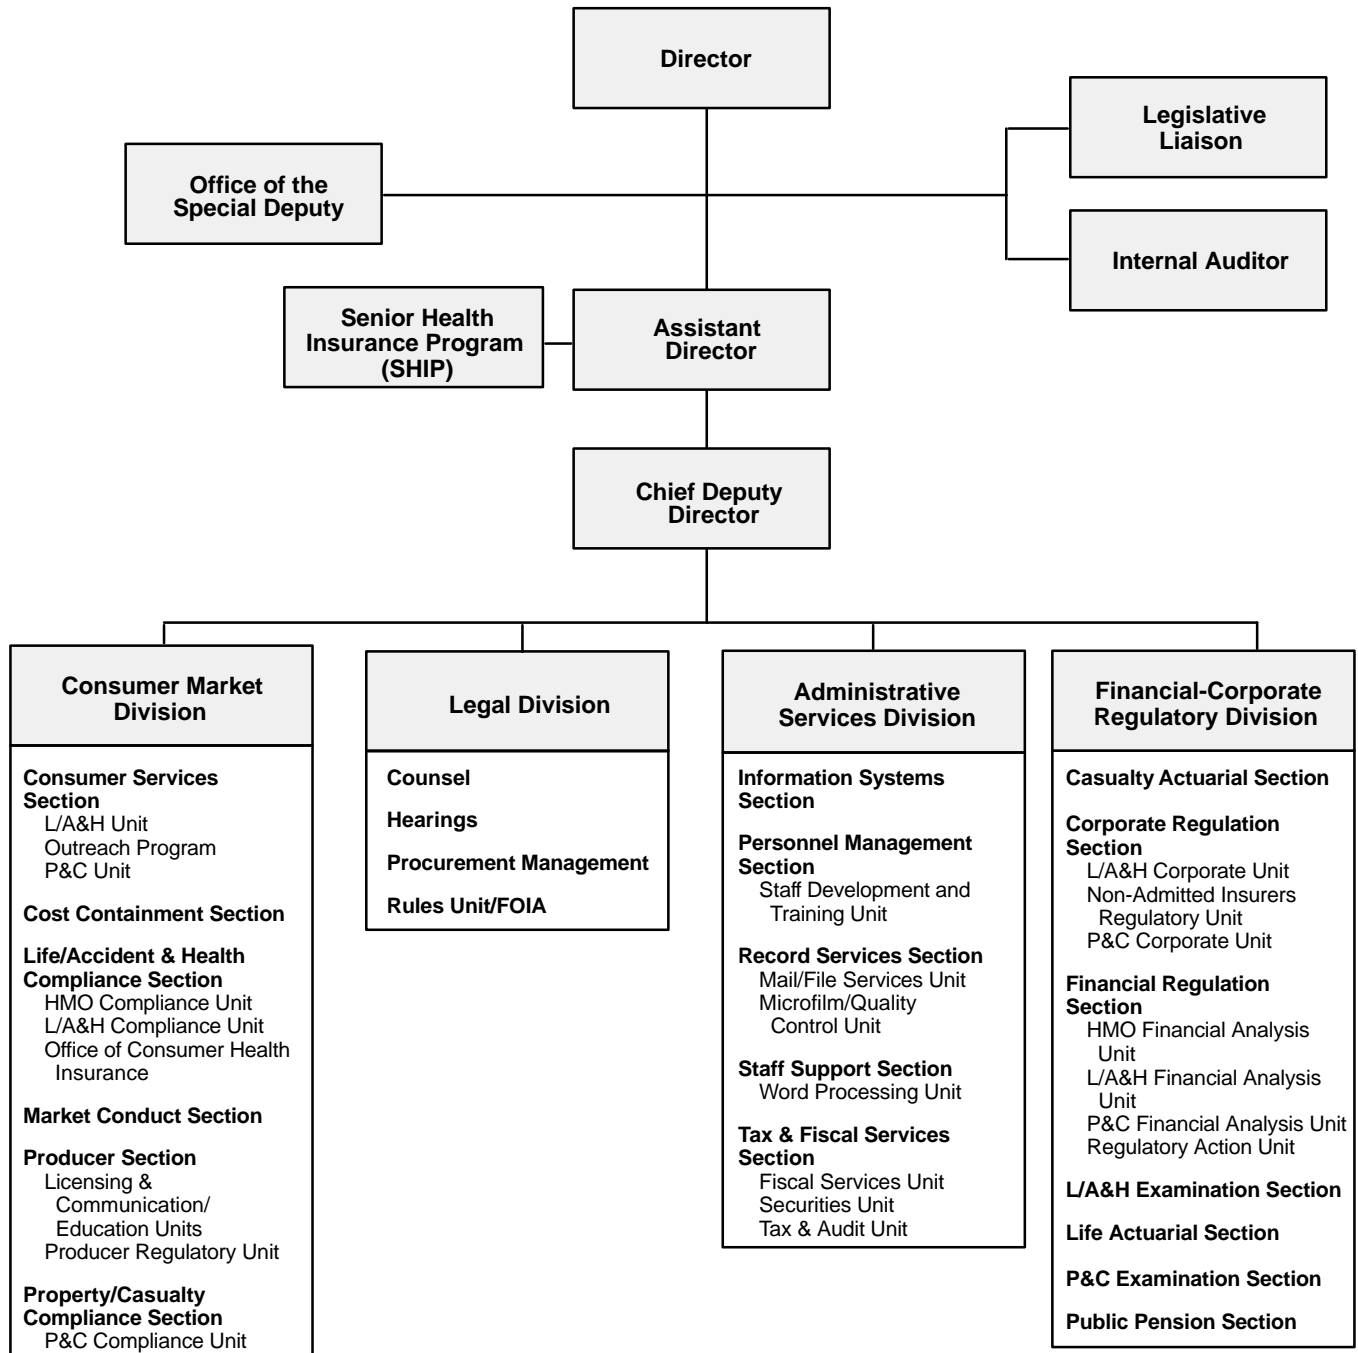 Director
Legislative
Liaison
Office of the
Special Deputy
Internal Auditor
Senior Health
Insurance Program
(SHIP)
Assistant
Director
Chief Deputy
Director
Consumer Market
Division
Consumer Services
Section
L/A&H Unit
Outreach Program
P&C Unit
Cost Containment Section
Life/Accident & Health
Compliance Section
HMO Compliance Unit
L/A&H Compliance Unit
Office of Consumer Health
Insurance
Market Conduct Section
Producer Section
Licensing &
Communication/
Education Units
Producer Regulatory Unit
Property/Casualty
Compliance Section
P&C Compliance Unit
Legal Division
Counsel
Hearings
Procurement Management
Rules Unit/FOIA
Administrative
Services Division
Information Systems
Section
Personnel Management
Section
Staff Development and
Training Unit
Record Services Section
Mail/File Services Unit
Microfilm/Quality
Control Unit
Staff Support Section
Word Processing Unit
Tax & Fiscal Services
Section
Fiscal Services Unit
Securities Unit
Tax & Audit Unit
Financial-Corporate
Regulatory Division
Casualty Actuarial Section
Corporate Regulation
Section
L/A&H Corporate Unit
Non-Admitted Insurers
Regulatory Unit
P&C Corporate Unit
Financial Regulation
Section
HMO Financial Analysis
Unit
L/A&H Financial Analysis
Unit
P&C Financial Analysis Unit
Regulatory Action Unit
L/A&H Examination Section
Life Actuarial Section
P&C Examination Section
Public Pension Section